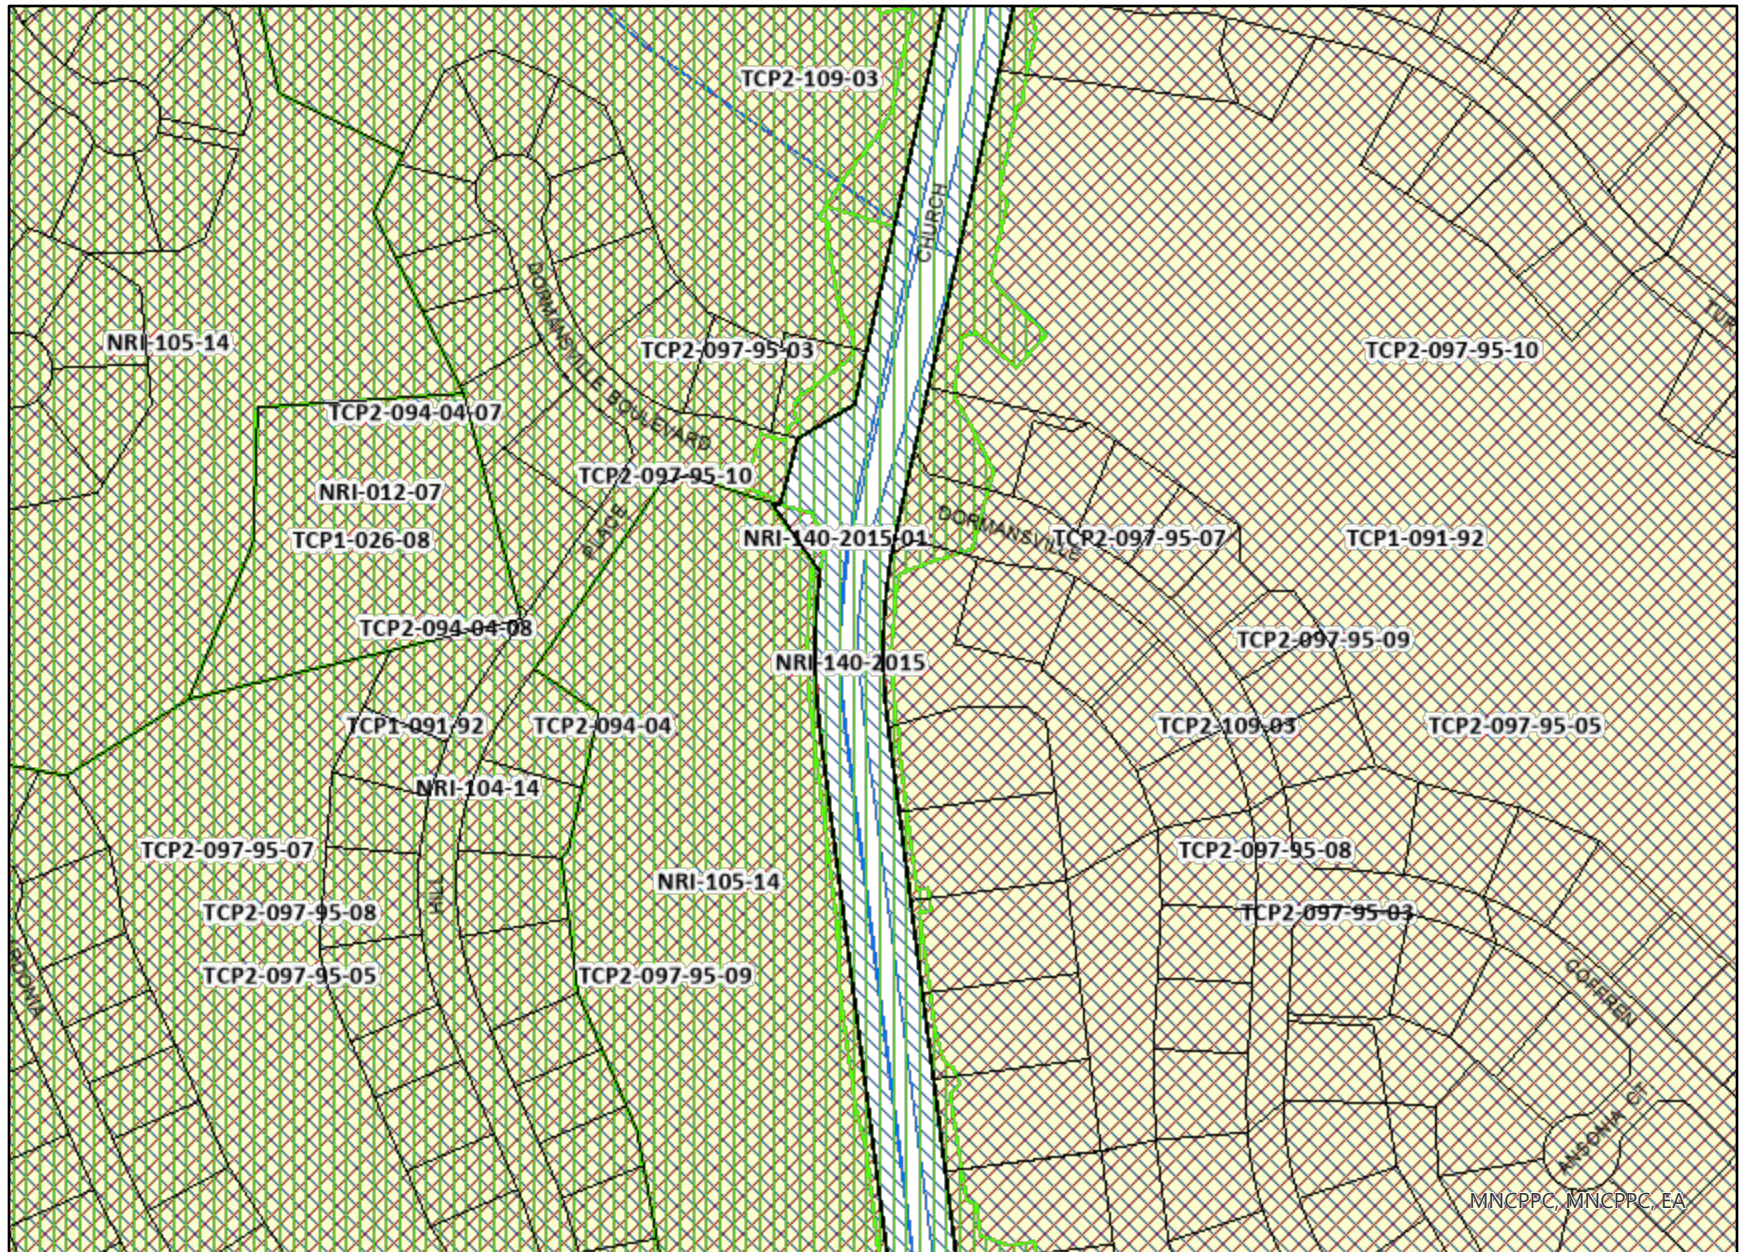 TCP2-109-03
CHURCH
TUR
NRI-105-14
DORMANSVILLE BOULEVARD
TCP2-097-95-03
TCP2-097-95-10
TCP2-094-04-07
TCP2-097-95-10
NRI-012-07
PLACE
TCP1-026-08
NRI-140-2015-01
DORMANSVILLE
TCP2-097-95-07
TCP1-091-92
TCP2-094-04-08
TCP2-097-95-09
NRI-140-2015
TCP1-091-92
TCP2-094-04
TCP2-109-03
TCP2-097-95-05
NRI-104-14
TCP2-097-95-07
TCP2-097-95-08
NRI-105-14
HILL
TCP2-097-95-08
TCP2-097-95-03
TCP2-097-95-05
TCP2-097-95-09
COFFREN
ANSONIA CT
MNCPPC, MNCPPC, EA